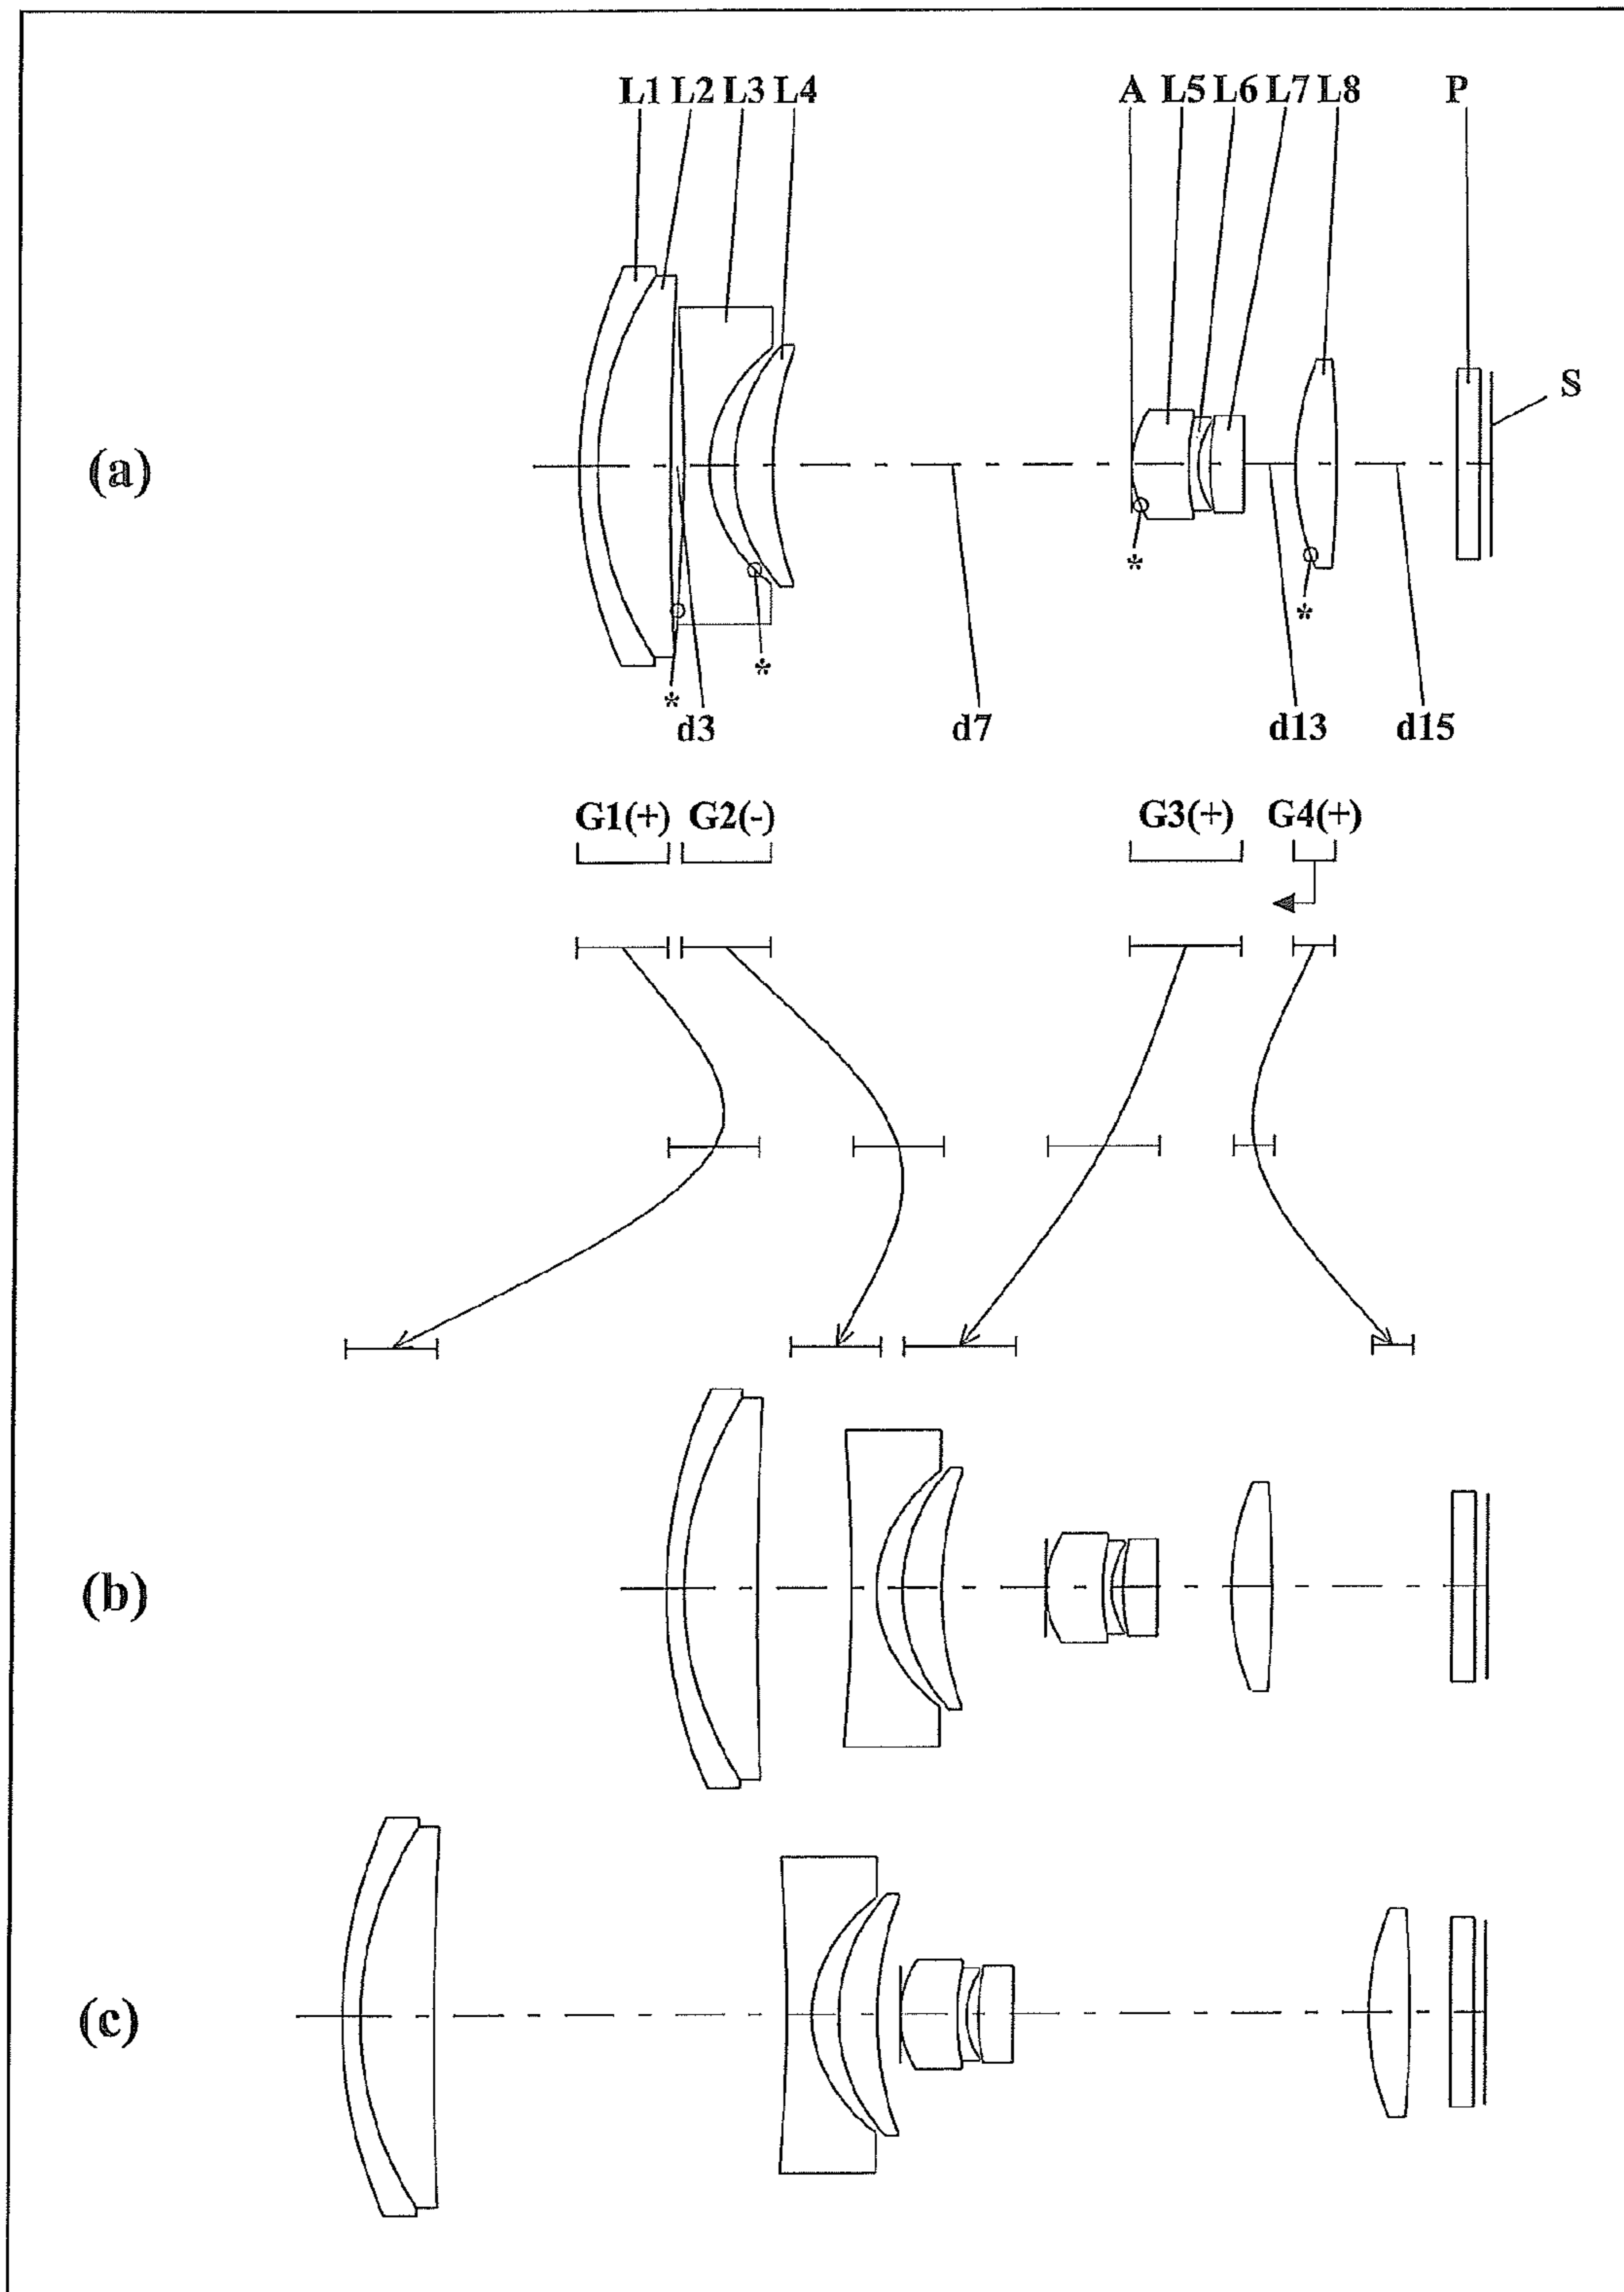 L1 L2 L3 L4 A L5 L6 L7 L8 P
S
(a)
*
*
*
*
d3 d7 d13 d15
G1(+) G2(-) G3(+) G4(+)
(b)
(c)